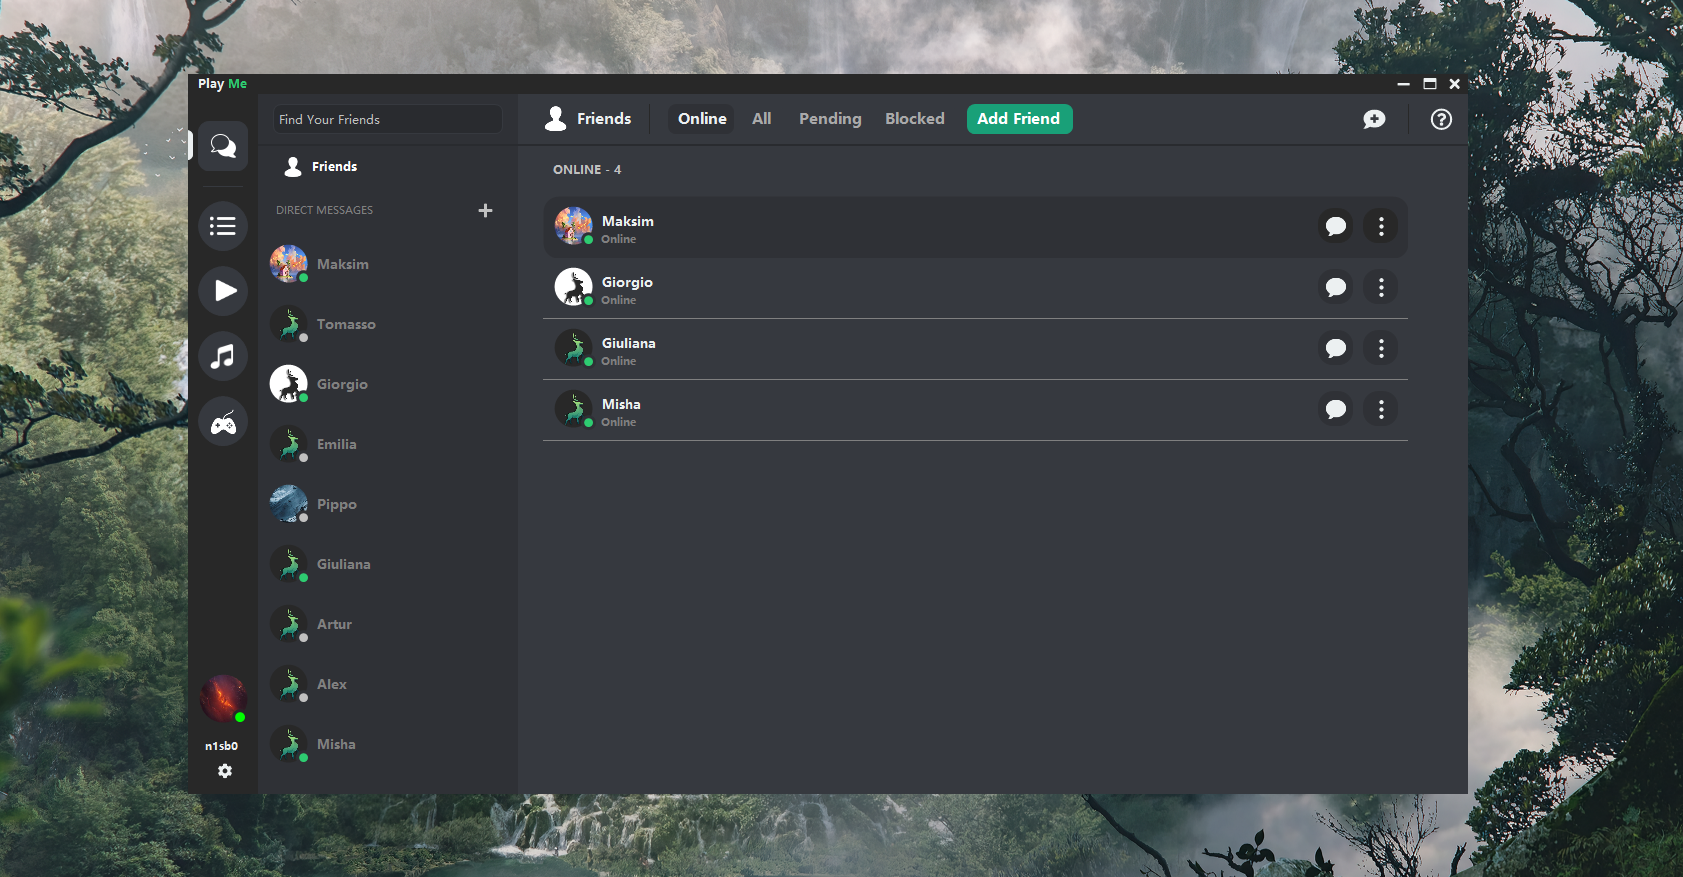 Play Me
Find Your Friends
Friends
DIRECT MESSAGES
Maksim
Tomasso
Giorgio
Emilia
Pippo
Giuliana
Artur
Alex
Misha
n1sb0
Friends
Online
All
Pending
Blocked
Add Friend
ONLINE - 4
Maksim
Online
Giorgio
Online
Giuliana
Online
Misha
Online